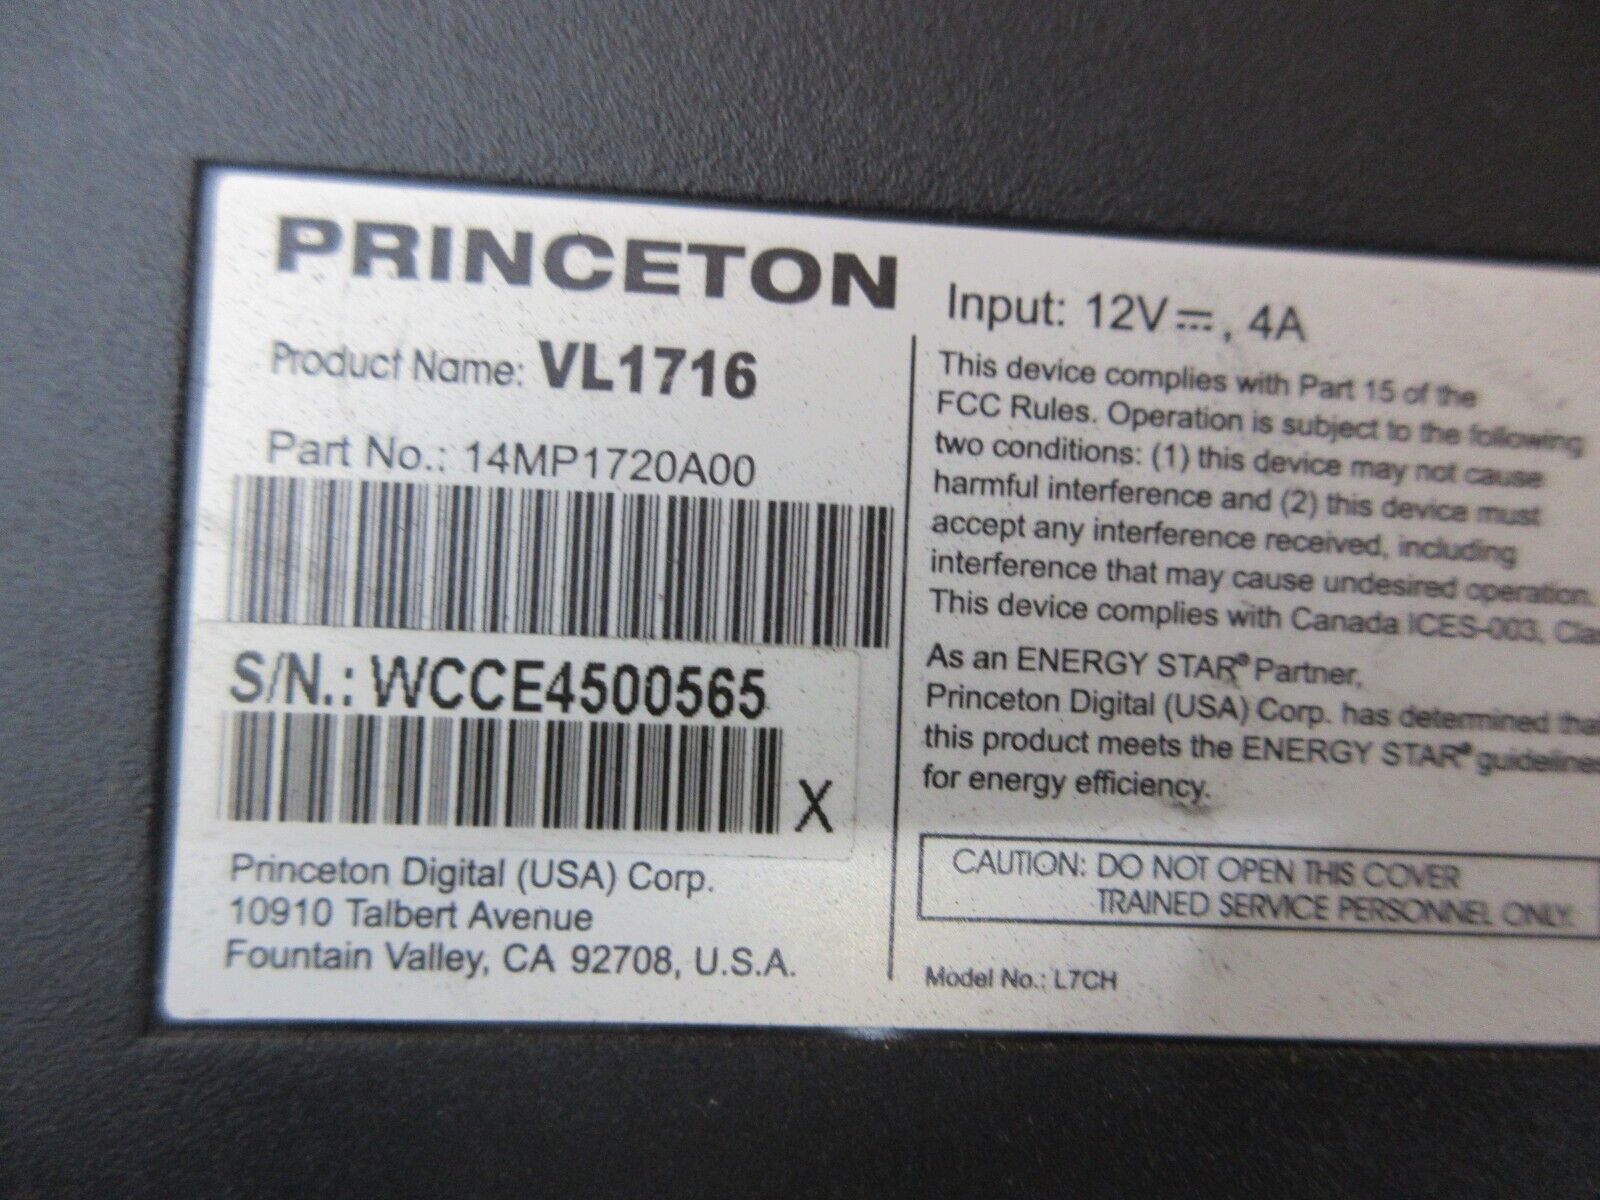 PRINCETON
Product Name: VL1716
Part No.: 14MP1720A00
S/N.: WCCE4500565
X
Princeton Digital (USA) Corp.
10910 Talbert Avenue
Fountain Valley, CA 92708, U.S.A.
Input: 12V⎓, 4A
This device complies with Part 15 of the
FCC Rules. Operation is subject to the following
two conditions: (1) this device may not cause
harmful interference and (2) this device must
accept any interference received, including
interference that may cause undesired operation.
This device complies with Canada ICES-003, Clas
As an ENERGY STAR® Partner,
Princeton Digital (USA) Corp. has determined that
this product meets the ENERGY STAR® guidelines
for energy efficiency.
CAUTION: DO NOT OPEN THIS COVER
TRAINED SERVICE PERSONNEL ONLY.
Model No.: L7CH